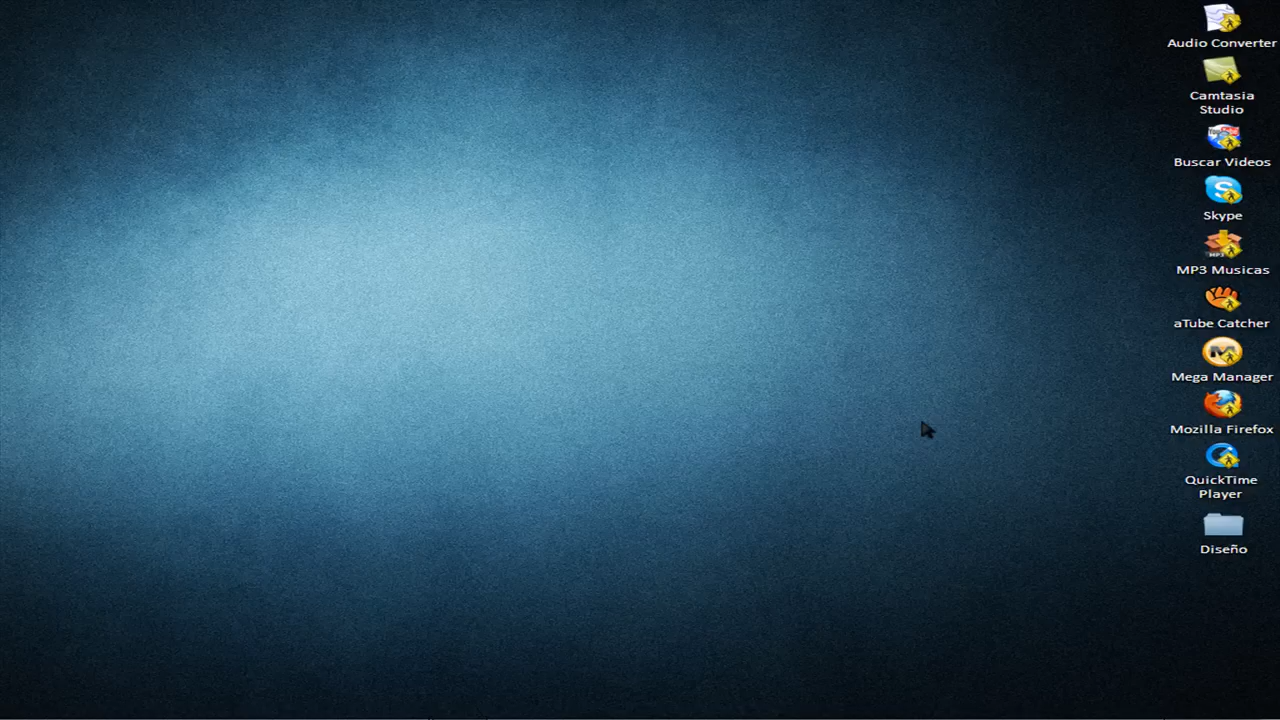 Audio Converter
Camtasia
Studio
Buscar Videos
Skype
MP3 Musicas
aTube Catcher
Mega Manager
Mozilla Firefox
QuickTime
Player
Diseño